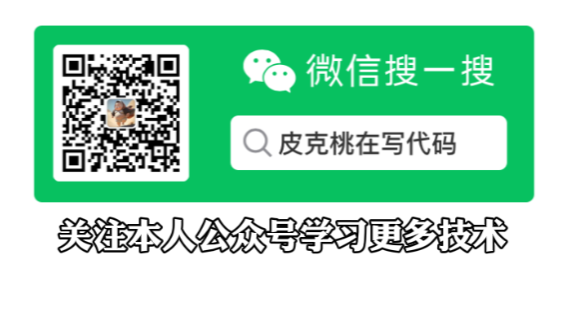 微信搜一搜
皮克桃在写代码
关注本人公众号学习更多技术